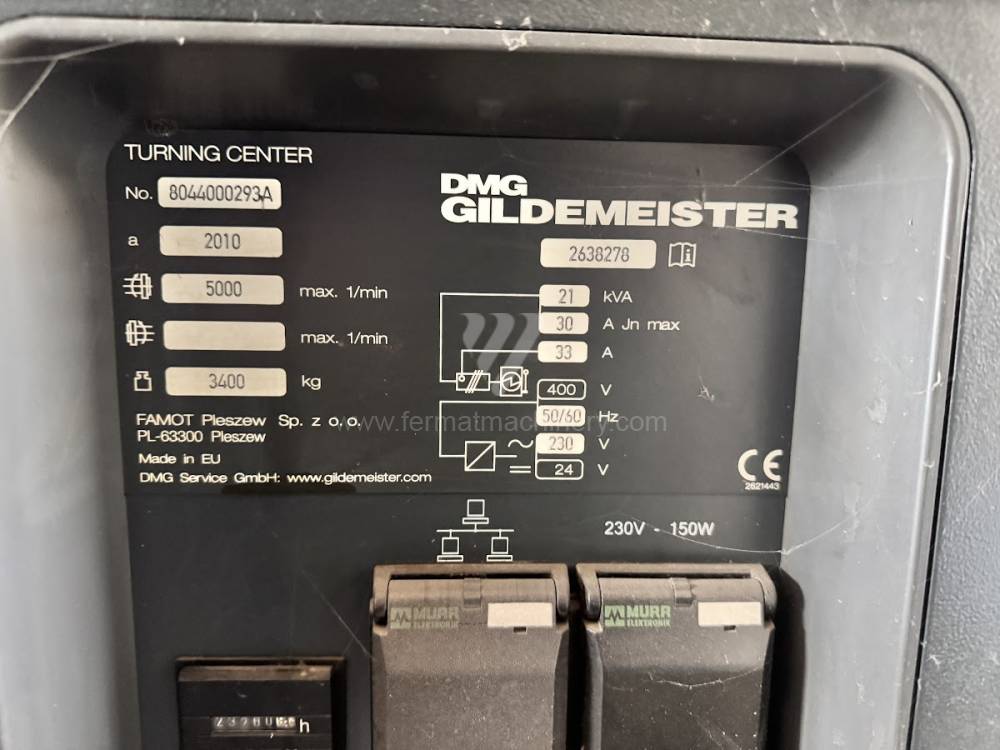 TURNING CENTER
No. 8044000293A
DMG
GILDEMEISTER
a 2010
2638278
5000 max. 1/min
21 kVA
30 A Jn max
max. 1/min
33 A
3400 kg
400 V
50/60 Hz
230 V
24 V
FAMOT Pleszew Sp. z o.o.
PL-63300 Pleszew
Made in EU
DMG Service GmbH: www.gildemeister.com
www.fermatmachinery.com
CE
2621443
230V - 150W
MURR
ELEKTRONIK
MURR
ELEKTRONIK
h